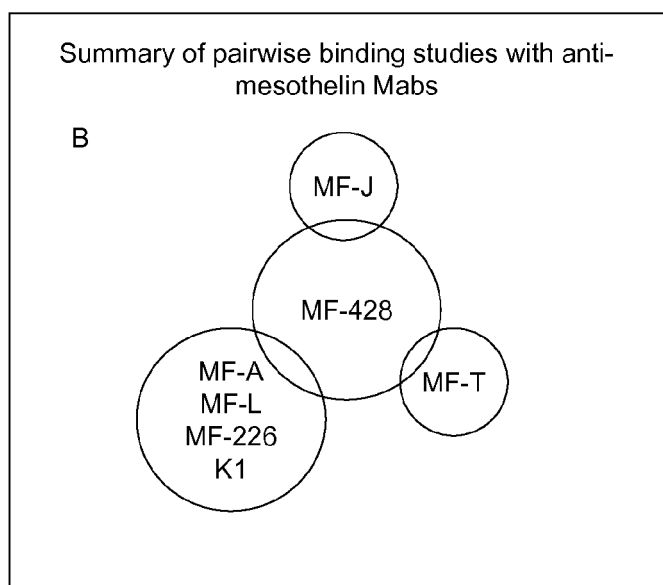 Summary of pairwise binding studies with anti-
mesothelin Mabs
B
MF-J
MF-428
MF-T
MF-A
MF-L
MF-226
K1